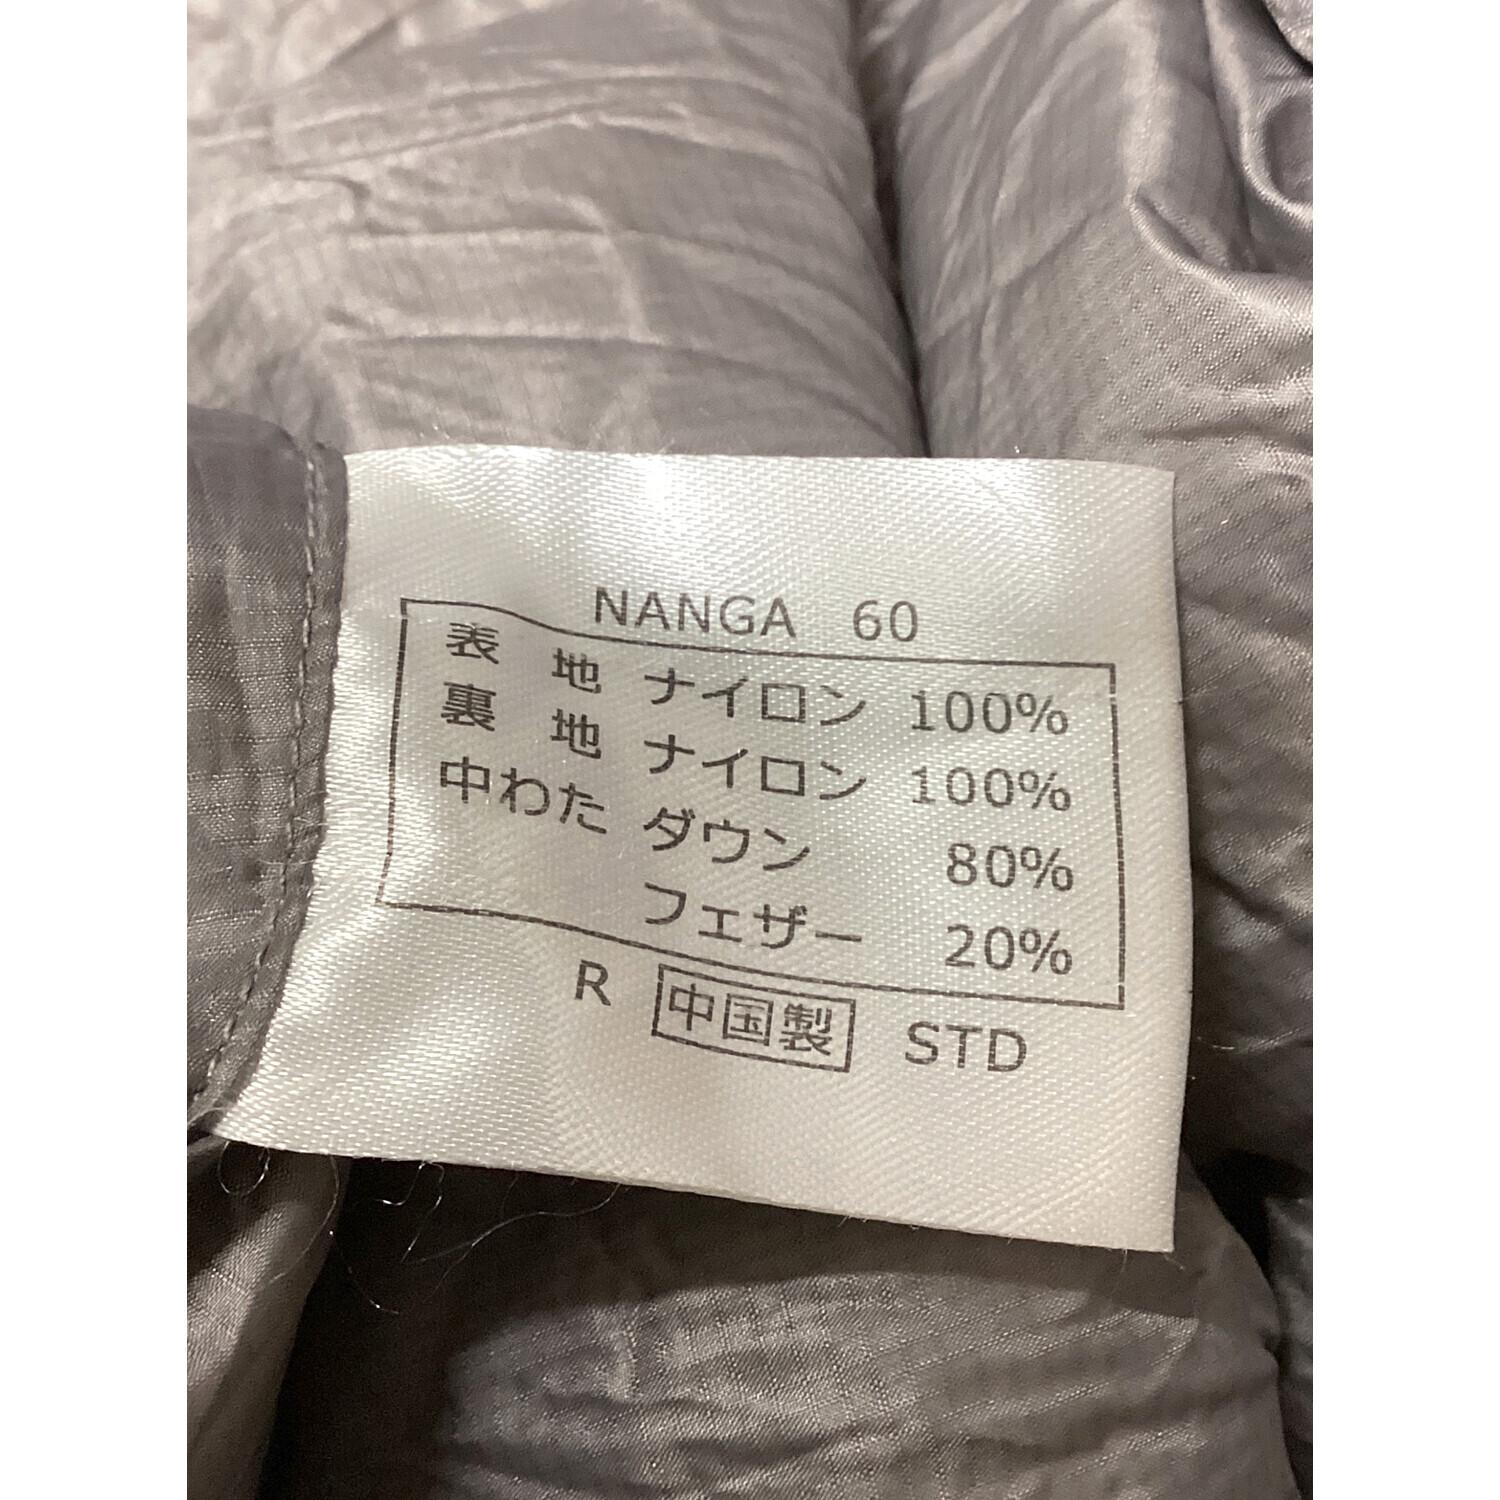 NANGA 60
表 地 ナイロン 100%
裏 地 ナイロン 100%
中わた ダウン 80%
フェザー 20%
R 中国製 STD